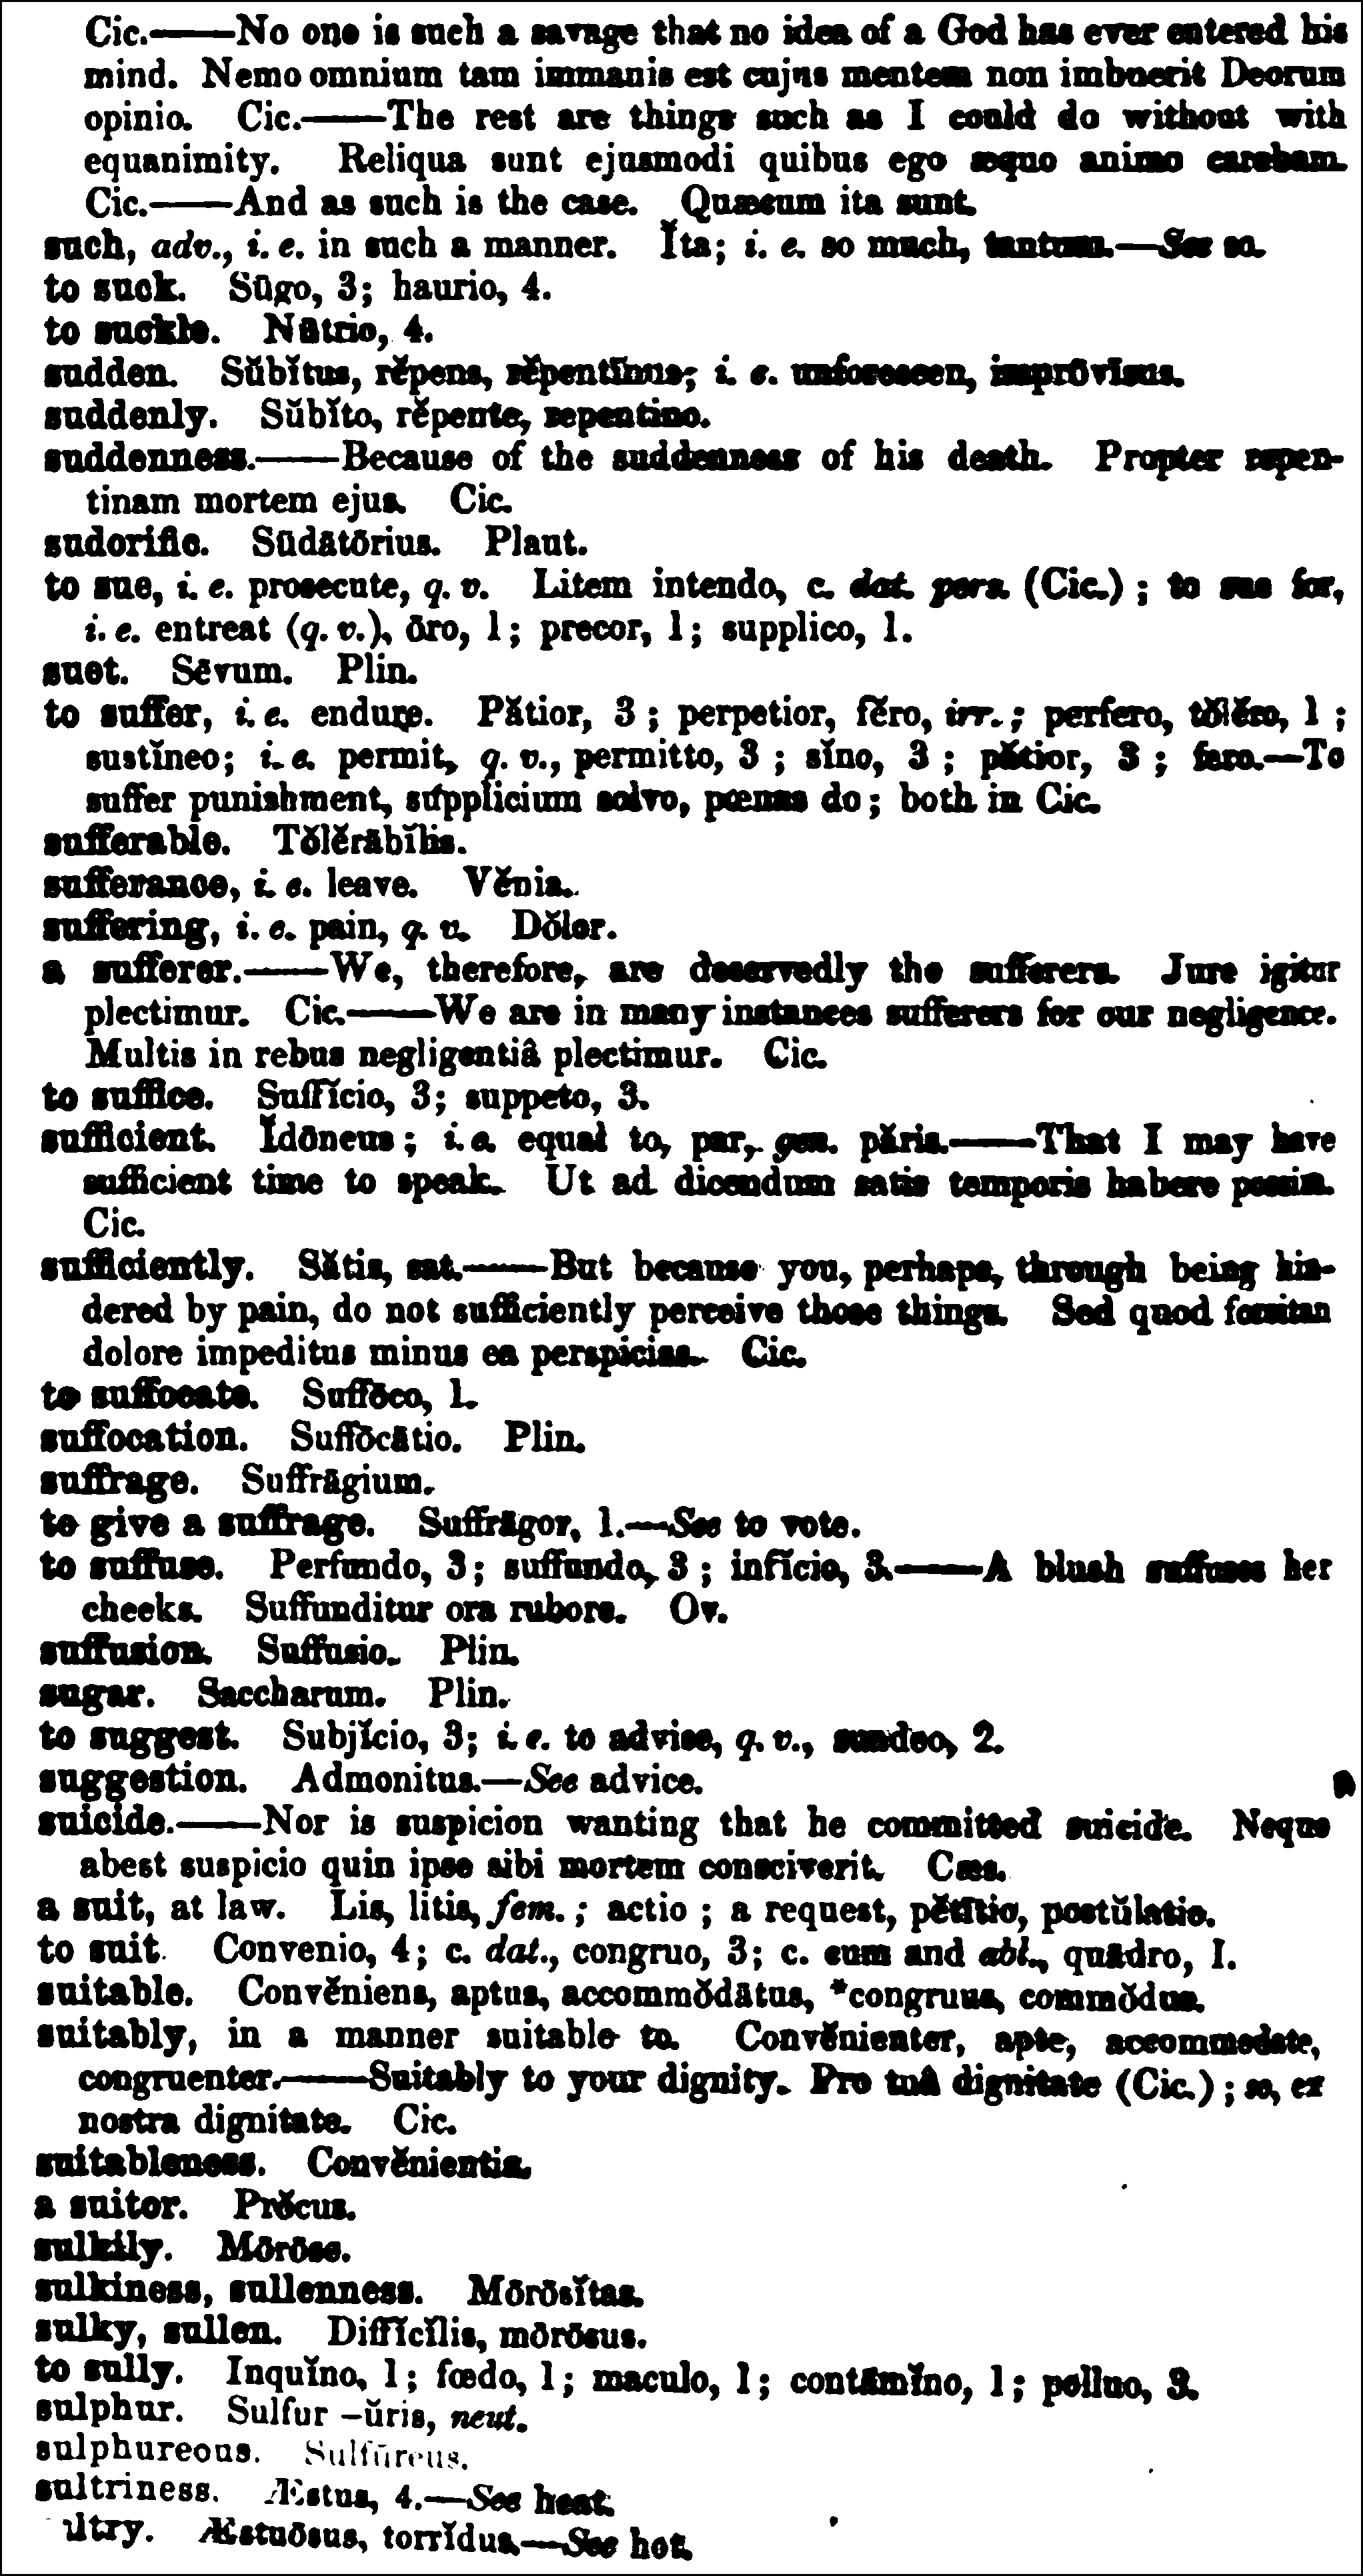 Cic.——No one is such a savage that no idea of a God has ever entered his
mind. Nemo omnium tam immanis est cujus mentem non imbuerit Deorum
opinio. Cic.——The rest are things such as I could do without with
equanimity. Reliqua sunt ejusmodi quibus ego æquo animo carebam.
Cic.——And as such is the case. Quæcum ita sunt.
such, adv., i. e. in such a manner. Ĭta; i. e. so much, tantum.—See so.
to suck. Sūgo, 3; haurio, 4.
to suckle. Nūtrio, 4.
sudden. Sŭbĭtus, rĕpens, rĕpentīnus; i. e. unforeseen, imprōvīsus.
suddenly. Sŭbĭto, rĕpente, repentino.
suddenness.——Because of the suddenness of his death. Propter repen-
tinam mortem ejus. Cic.
sudorific. Sūdātōrius. Plaut.
to sue, i. e. prosecute, q. v. Litem intendo, c. dat. pers. (Cic.); to sue for,
i. e. entreat (q. v.), ōro, 1; precor, 1; supplico, 1.
suet. Sēvum. Plin.
to suffer, i. e. endure. Pătior, 3; perpetior, fĕro, irr.; perfero, tŏlĕro, 1;
sustĭneo; i. e. permit, q. v., permitto, 3; sĭno, 3; pătior, 3; fero.—To
suffer punishment, supplicium solvo, pœnas do; both in Cic.
sufferable. Tŏlĕrābĭlis.
sufferance, i. e. leave. Vĕnia.
suffering, i. e. pain, q. v. Dŏlor.
a sufferer.——We, therefore, are deservedly the sufferers. Jure igitur
plectimur. Cic.——We are in many instances sufferers for our negligence.
Multis in rebus negligentiâ plectimur. Cic.
to suffice. Suffĭcio, 3; suppeto, 3.
sufficient. Ĭdōneus; i. e. equal to, par, gen. păris.——That I may have
sufficient time to speak. Ut ad dicendum satis temporis habere possim.
Cic.
sufficiently. Sătis, sat.——But because you, perhaps, through being hin-
dered by pain, do not sufficiently perceive those things. Sed quod forsitan
dolore impeditus minus ea perspicias. Cic.
to suffocate. Suffōco, 1.
suffocation. Suffōcātio. Plin.
suffrage. Suffrāgium.
to give a suffrage. Suffrāgor, 1.—See to vote.
to suffuse. Perfundo, 3; suffundo, 3; infĭcio, 3.——A blush suffuses her
cheeks. Suffunditur ora rubore. Ov.
suffusion. Suffusio. Plin.
sugar. Saccharum. Plin.
to suggest. Subjĭcio, 3; i. e. to advise, q. v., suadeo, 2.
suggestion. Admonitus.—See advice.
suicide.——Nor is suspicion wanting that he committed suicide. Neque
abest suspicio quin ipse sibi mortem consciverit. Cæs.
a suit, at law. Lis, litis, fem.; actio; a request, pĕtītio, postŭlatio.
to suit. Convenio, 4; c. dat., congruo, 3; c. cum and abl., quādro, 1.
suitable. Convĕniens, aptus, accommŏdātus, *congruus, commŏdus.
suitably, in a manner suitable to. Convĕnienter, apte, accommodate,
congruenter.——Suitably to your dignity. Pro tuâ dignitate (Cic.); so, ex
nostra dignitate. Cic.
suitableness. Convĕnientia.
a suitor. Prŏcus.
sulkily. Mōrōse.
sulkiness, sullenness. Mōrōsĭtas.
sulky, sullen. Diffĭcĭlis, mōrōsus.
to sully. Inquĭno, 1; fœdo, 1; maculo, 1; contāmĭno, 1; polluo, 3.
sulphur. Sulfur –ŭris, neut.
sulphureous. Sulfūreus.
sultriness. Æstus, 4.—See heat.
ultry. Æstuōsus, torrĭdus.—See hot.